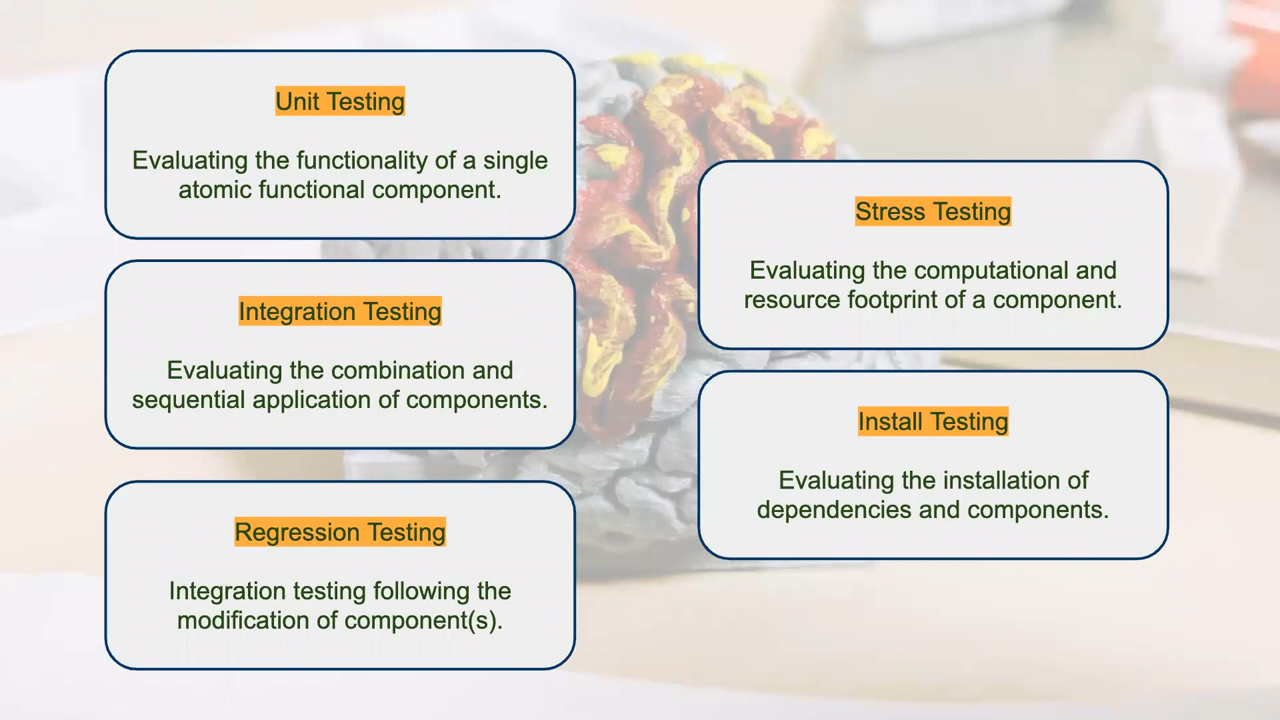 Unit Testing
Evaluating the functionality of a single
atomic functional component.
Integration Testing
Evaluating the combination and
sequential application of components.
Regression Testing
Integration testing following the
modification of component(s).
Stress Testing
Evaluating the computational and
resource footprint of a component.
Install Testing
Evaluating the installation of
dependencies and components.